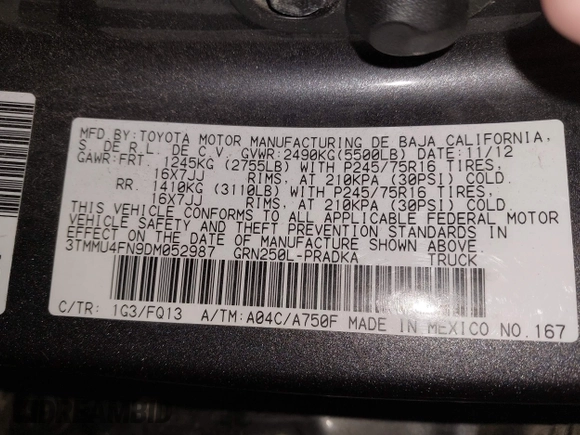 MFD.BY:TOYOTA MOTOR MANUFACTURING DE BAJA CALIFORNIA,
S. DE R.L. DE C.V. GVWR:2490KG(5500LB) DATE:11/12
GAWR:FRT. 1245KG (2755LB) WITH P245/75R16 TIRES,
16X7JJ RIMS, AT 210KPA (30PSI) COLD
RR. 1410KG (3110LB) WITH P245/75R16 TIRES,
16X7JJ RIMS, AT 210KPA (30PSI) COLD
THIS VEHICLE CONFORMS TO ALL APPLICABLE FEDERAL MOTOR
VEHICLE SAFETY AND THEFT PREVENTION STANDARDS IN
EFFECT ON THE DATE OF MANUFACTURE SHOWN ABOVE.
3TMMU4FN9DM052987 GRN250L-PRADKA TRUCK
C/TR: 1G3/FQ13 A/TM:A04C/A750F MADE IN MEXICO NO.167